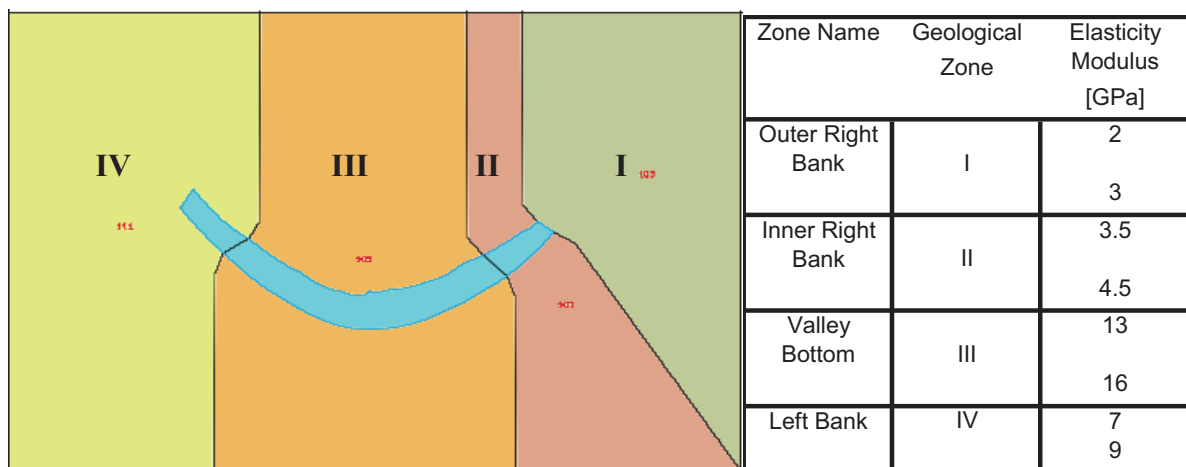 IV
III
II
I
Zone Name Geological Zone Elasticity Modulus [GPa]
Outer Right Bank I 2 3
Inner Right Bank II 3.5 4.5
Valley Bottom III 13 16
Left Bank IV 7 9